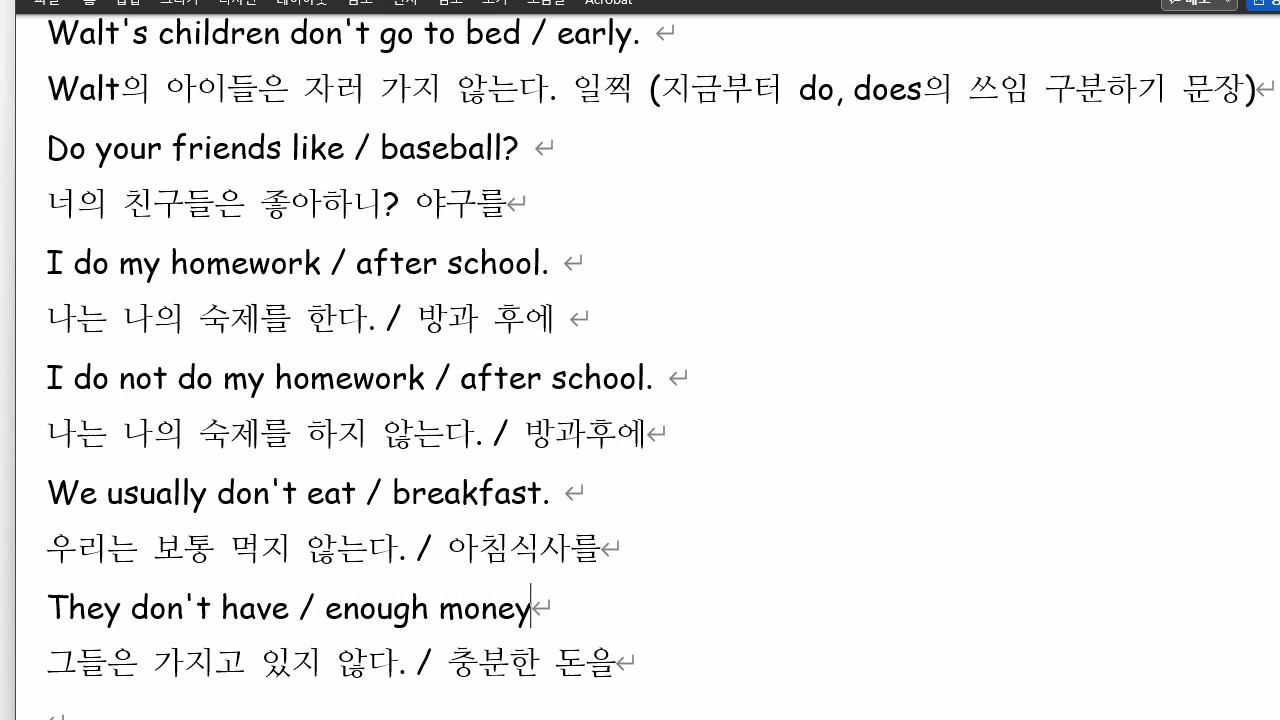 Acrobat
Walt's children don't go to bed / early.
Walt의 아이들은 자러 가지 않는다. 일찍 (지금부터 do, does의 쓰임 구분하기 문장)
Do your friends like / baseball?
너의 친구들은 좋아하니? 야구를
I do my homework / after school.
나는 나의 숙제를 한다. / 방과 후에
I do not do my homework / after school.
나는 나의 숙제를 하지 않는다. / 방과후에
We usually don't eat / breakfast.
우리는 보통 먹지 않는다. / 아침식사를
They don't have / enough money
그들은 가지고 있지 않다. / 충분한 돈을